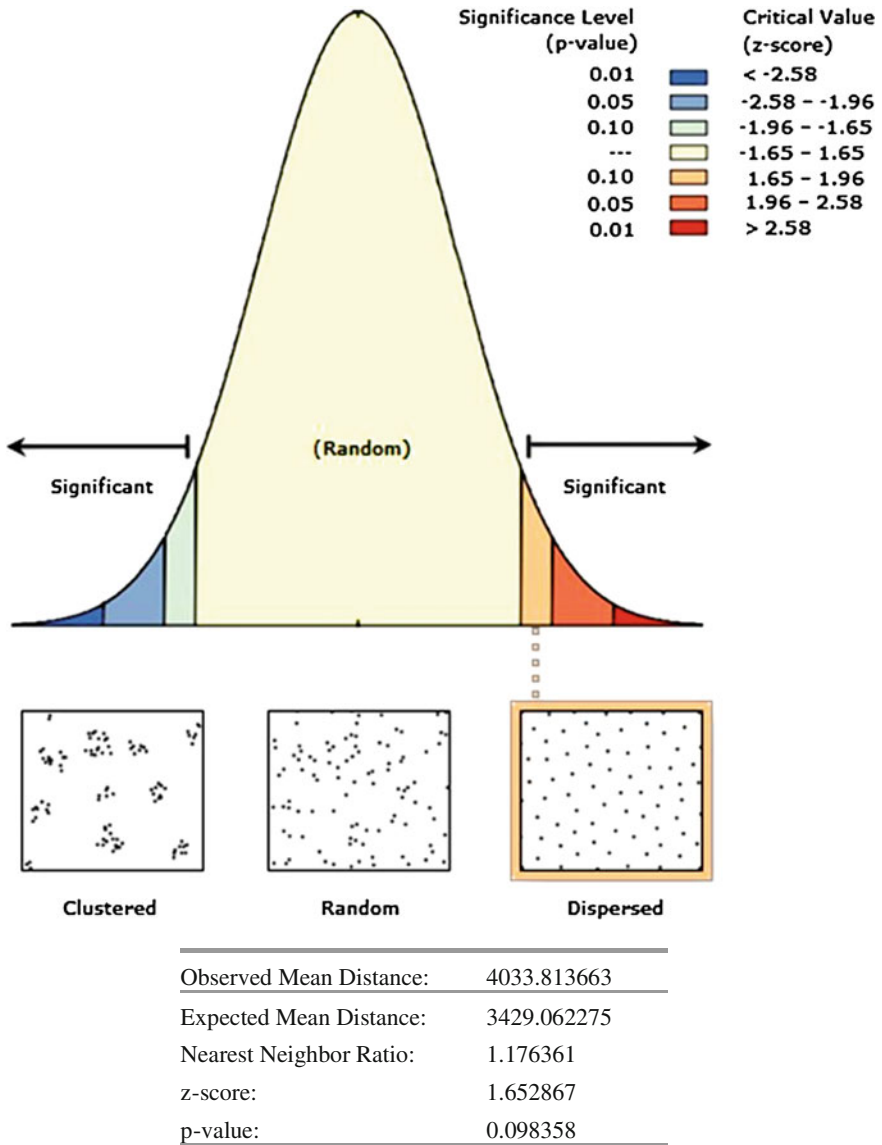 Significance Level (p-value) Critical Value (z-score)
0.01 < -2.58
0.05 -2.58 – -1.96
0.10 -1.96 – -1.65
--- -1.65 – 1.65
0.10 1.65 – 1.96
0.05 1.96 – 2.58
0.01 > 2.58
(Random)
Significant Significant
Clustered Random Dispersed
Observed Mean Distance: 4033.813663
Expected Mean Distance: 3429.062275
Nearest Neighbor Ratio: 1.176361
z-score: 1.652867
p-value: 0.098358